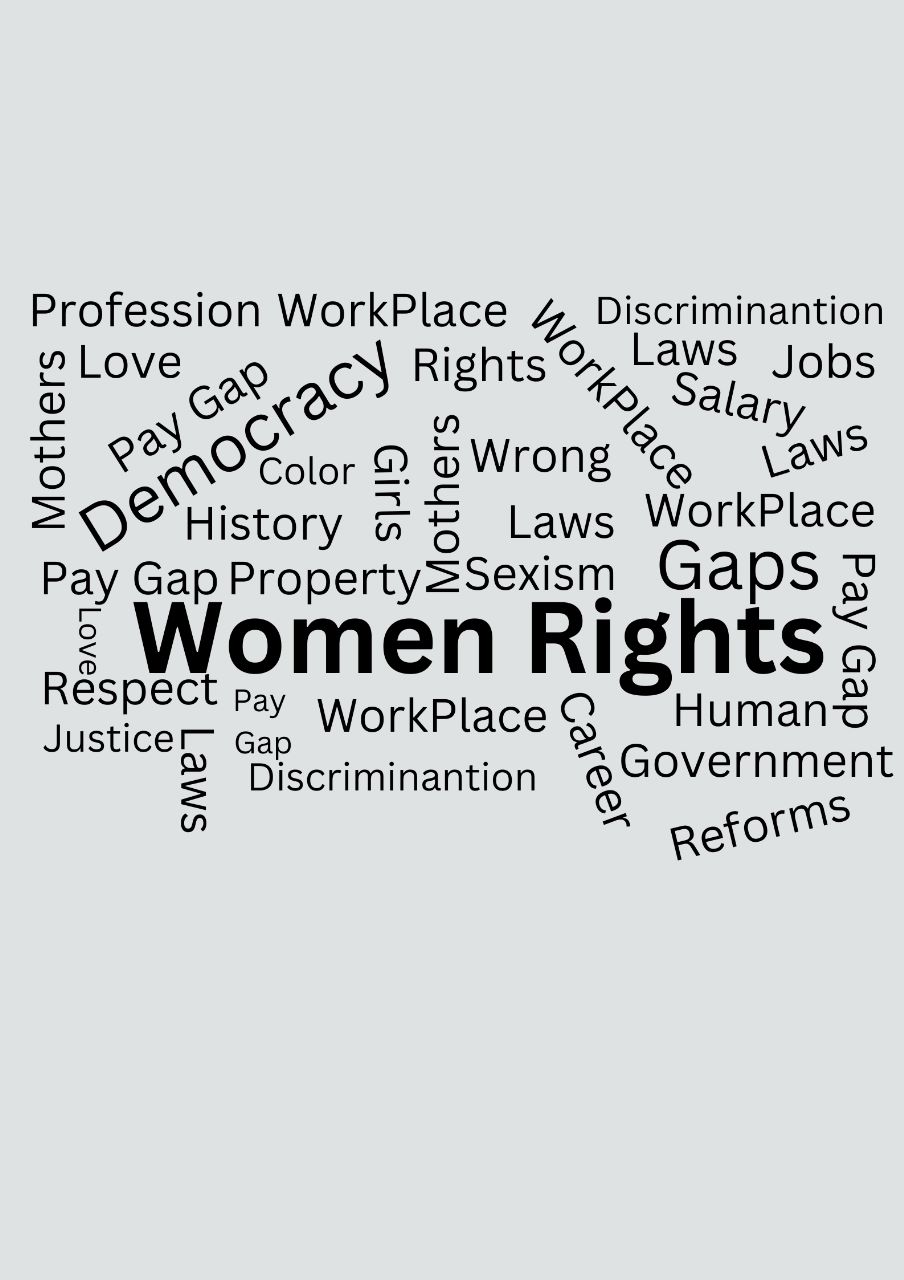 Profession WorkPlace
Discriminantion
WorkPlace
Love
Mothers
Pay Gap
Democracy
Rights
Laws
Jobs
Salary
Color
Girls
Mothers
Wrong
Laws
History
Laws
WorkPlace
Pay Gap
Property
Sexism
Gaps
Pay Gap
Love
Women Rights
Respect
Pay
Gap
WorkPlace
Career
Human
Justice
Laws
Discriminantion
Government
Reforms